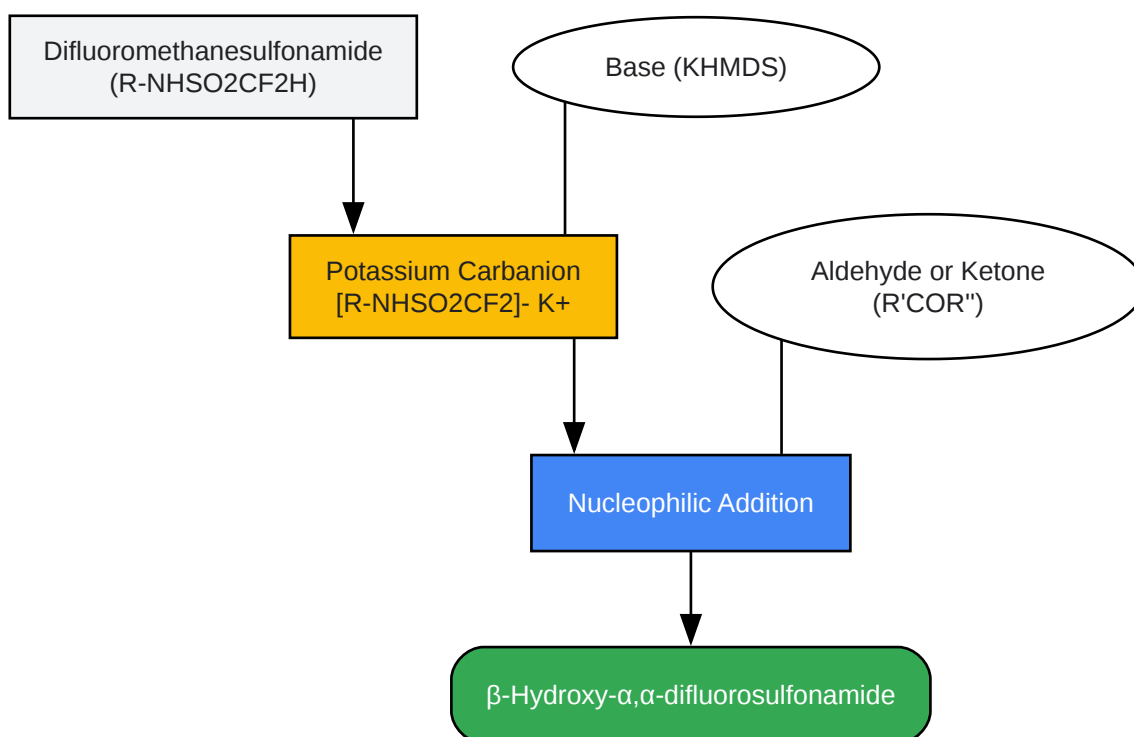 Difluoromethanesulfonamide
(R-NHSO2CF2H)
Base (KHMDS)
Potassium Carbanion
[R-NHSO2CF2]- K+
Aldehyde or Ketone
(R'COR")
Nucleophilic Addition
β-Hydroxy-α,α-difluorosulfonamide